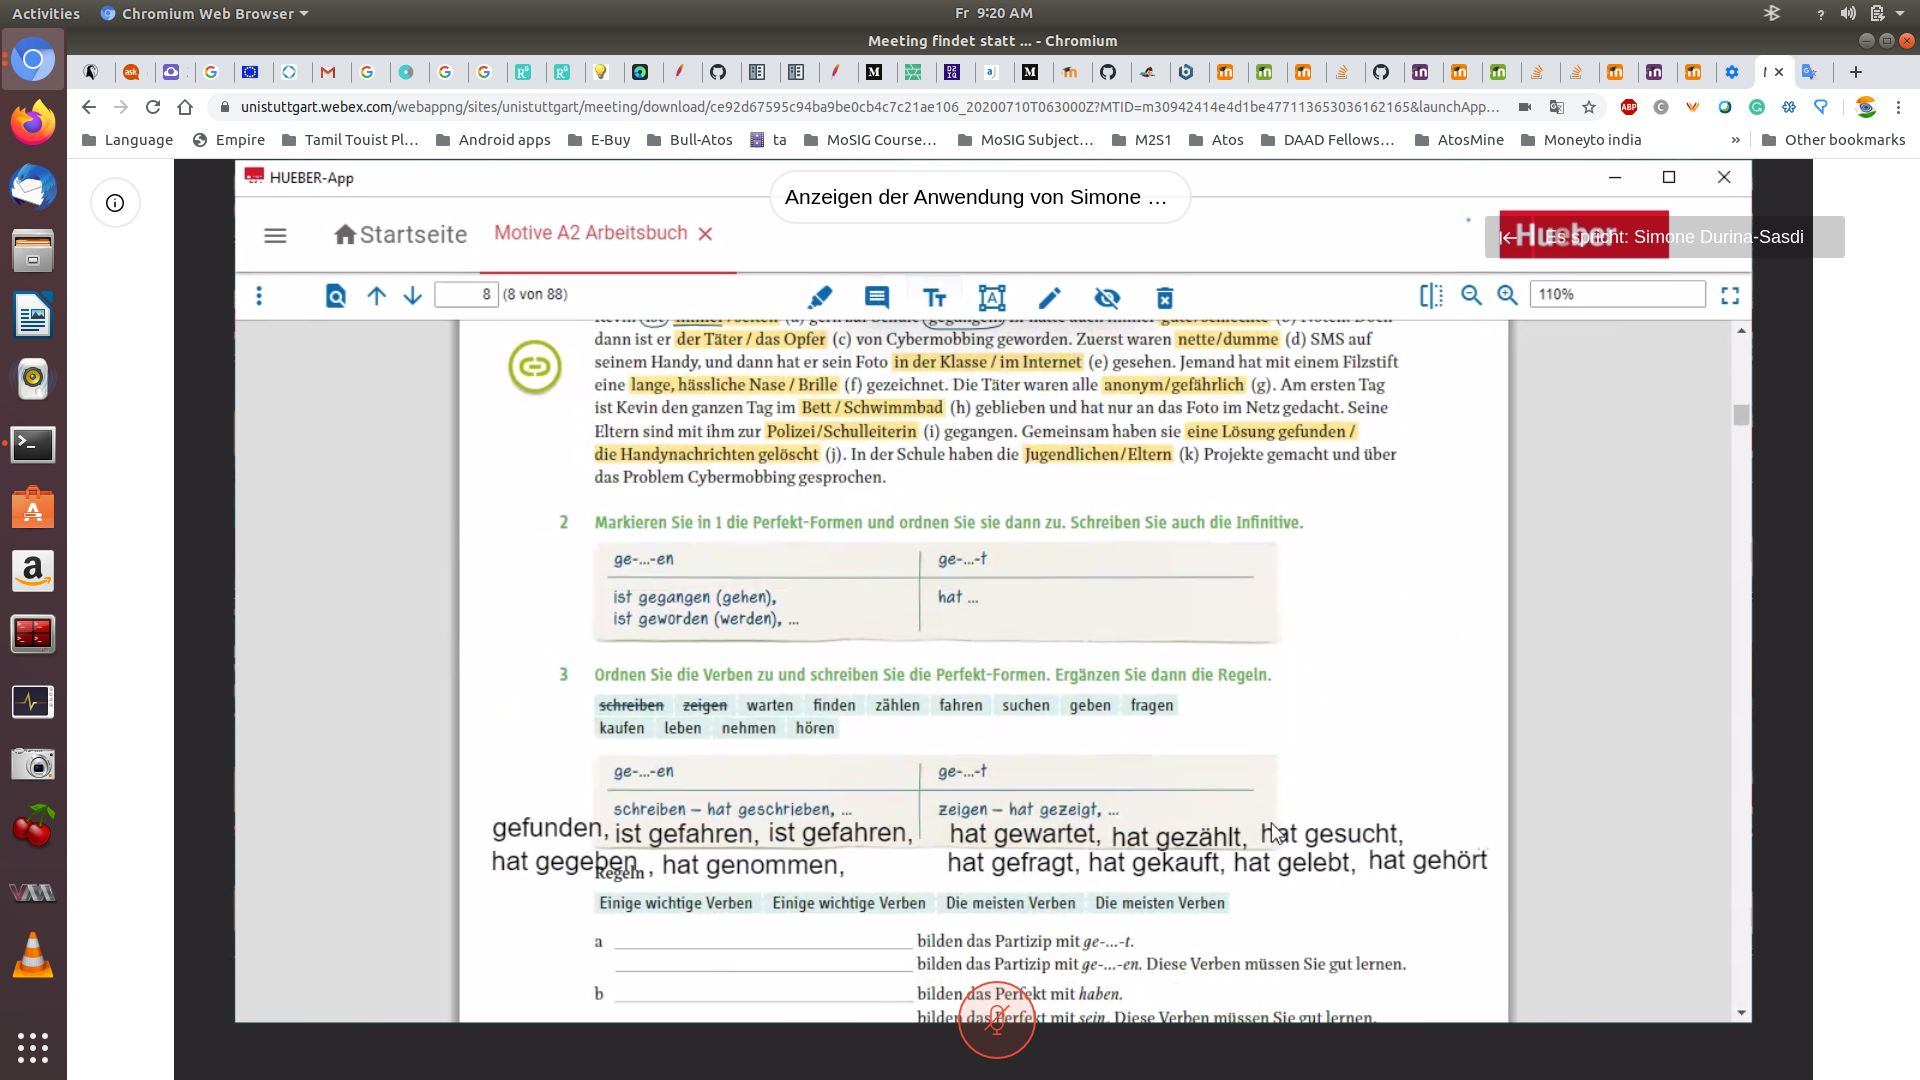 Activities
Chromium Web Browser
Fr 9:20 AM
?
Meeting findet statt ... - Chromium
unistuttgart.webex.com/webappng/sites/unistuttgart/meeting/download/ce92d67595c94ba9be0cb4c7c21ae106_20200710T063000Z?MTID=m30942414e4d1be477113653036162165&launchApp...
Language Empire Tamil Touist Pl... Android apps E-Buy Bull-Atos ta MoSIG Course... MoSIG Subject... M2S1 Atos DAAD Fellows... AtosMine Moneyto india » Other bookmarks
HUEBER-App
Anzeigen der Anwendung von Simone ...
Startseite
Motive A2 Arbeitsbuch
Hueber
Es spricht: Simone Durina-Sasdi
8 (8 von 88)
110%
dann ist er der Täter / das Opfer (c) von Cybermobbing geworden. Zuerst waren nette/dumme (d) SMS auf
seinem Handy, und dann hat er sein Foto in der Klasse / im Internet (e) gesehen. Jemand hat mit einem Filzstift
eine lange, hässliche Nase / Brille (f) gezeichnet. Die Täter waren alle anonym/gefährlich (g). Am ersten Tag
ist Kevin den ganzen Tag im Bett / Schwimmbad (h) geblieben und hat nur an das Foto im Netz gedacht. Seine
Eltern sind mit ihm zur Polizei/Schulleiterin (i) gegangen. Gemeinsam haben sie eine Lösung gefunden /
die Handynachrichten gelöscht (j). In der Schule haben die Jugendlichen/Eltern (k) Projekte gemacht und über
das Problem Cybermobbing gesprochen.
2 Markieren Sie in 1 die Perfekt-Formen und ordnen Sie sie dann zu. Schreiben Sie auch die Infinitive.
ge-...-en ge-...-t
ist gegangen (gehen), hat ...
ist geworden (werden), ...
3 Ordnen Sie die Verben zu und schreiben Sie die Perfekt-Formen. Ergänzen Sie dann die Regeln.
schreiben zeigen warten finden zählen fahren suchen geben fragen
kaufen leben nehmen hören
ge-...-en ge-...-t
schreiben – hat geschrieben, ... zeigen – hat gezeigt, ...
gefunden, ist gefahren, ist gefahren, hat gewartet, hat gezählt, hat gesucht,
hat gegeben, hat genommen, hat gefragt, hat gekauft, hat gelebt, hat gehört
Regeln
Einige wichtige Verben Einige wichtige Verben Die meisten Verben Die meisten Verben
a bilden das Partizip mit ge-...-t.
bilden das Partizip mit ge-...-en. Diese Verben müssen Sie gut lernen.
b bilden das Perfekt mit haben.
bilden das Perfekt mit sein. Diese Verben müssen Sie gut lernen.